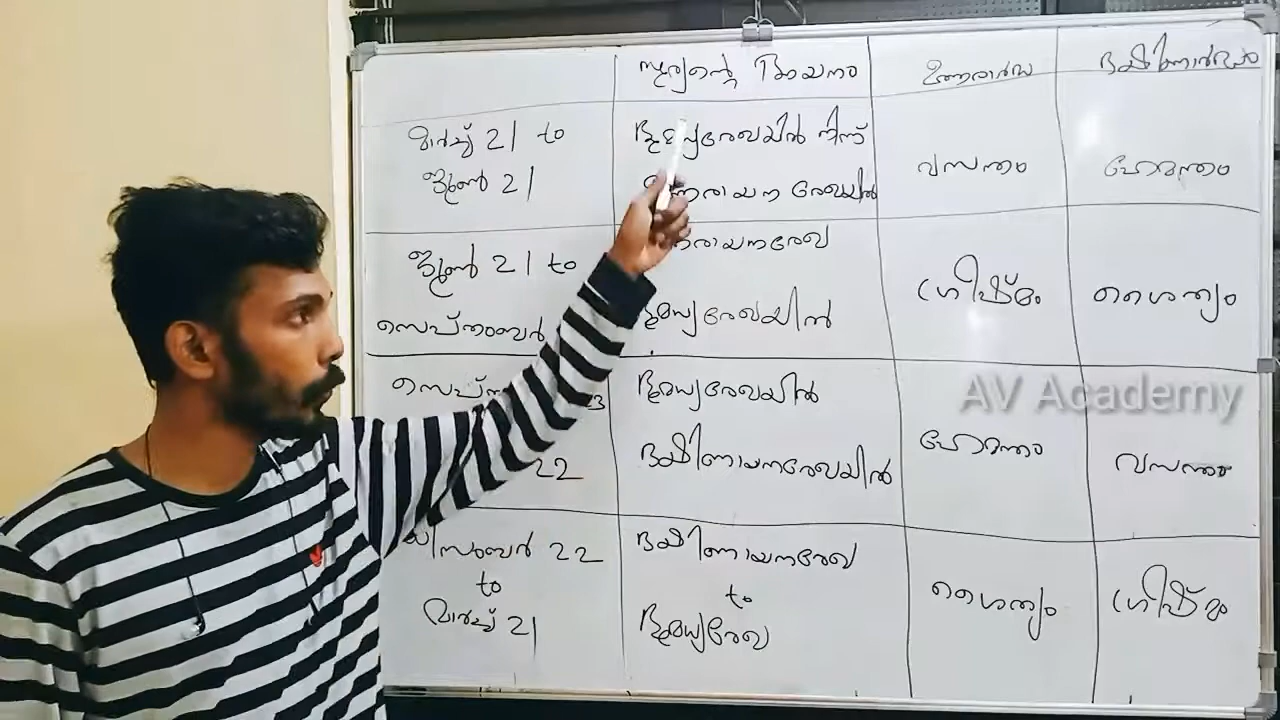 സൂര്യന്റെ അയനം
ഉത്തരാർദ്ധ
ദക്ഷിണാർദ്ധം
മാർച്ച് 21 to
ജൂൺ 21
ഭൂമധ്യരേഖയിൽ നിന്ന്
ഉത്തരായന രേഖയിൽ
വസന്തം
ഹേമന്തം
ജൂൺ 21 to
സെപ്തംബർ
രായനരേഖ
ഭൂമധ്യരേഖയിൽ
ഗ്രീഷ്മം
ശൈത്യം
3
22
ഭൂമധ്യരേഖയിൽ
ദക്ഷിണായനരേഖയിൽ
ഹേമന്തം
വസന്തം
ഡിസംബർ 22
to
മാർച്ച് 21
ദക്ഷിണായനരേഖ
to
ഭൂമധ്യരേഖ
ശൈത്യം
ഗ്രീഷ്മം
AV Academy